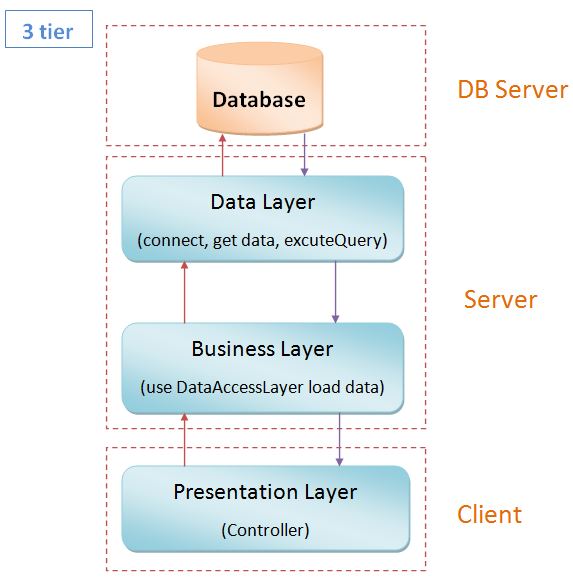 3 tier
Database
DB Server
Data Layer
(connect, get data, excuteQuery)
Server
Business Layer
(use DataAccessLayer load data)
Presentation Layer
(Controller)
Client